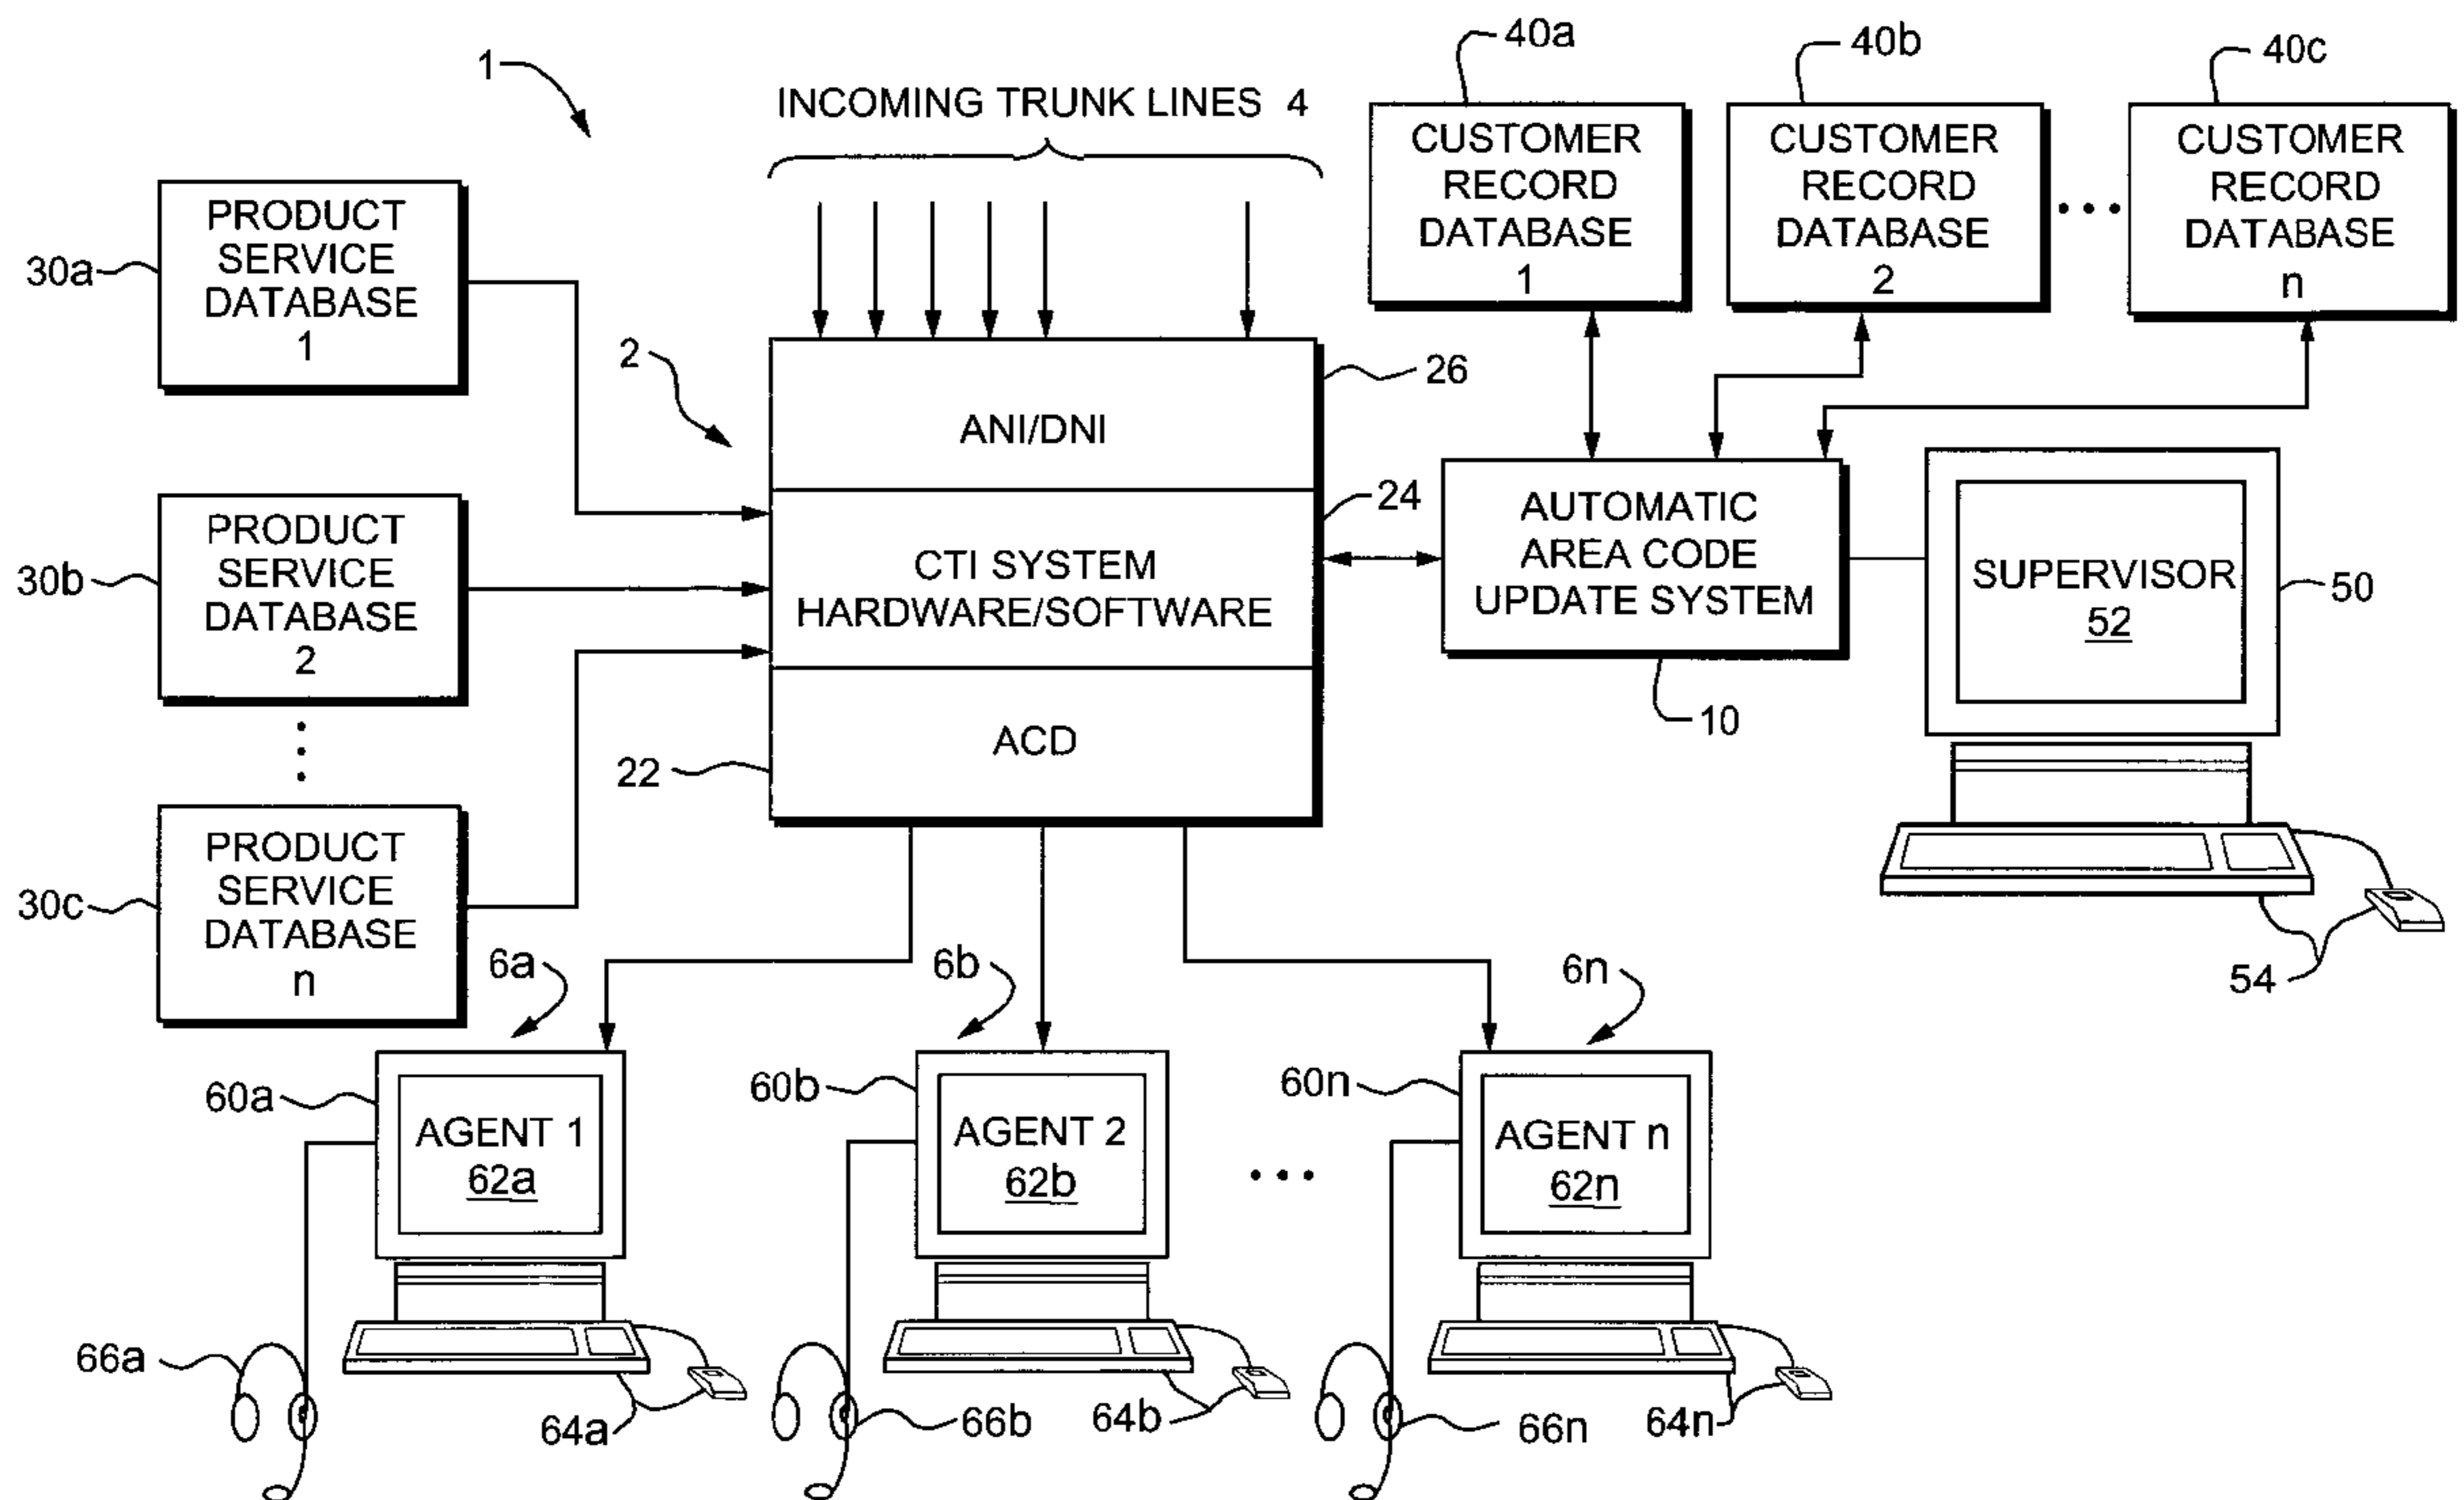 1
INCOMING TRUNK LINES 4
40a
CUSTOMER
RECORD
DATABASE
1
40b
CUSTOMER
RECORD
DATABASE
2
40c
CUSTOMER
RECORD
DATABASE
n
30a
PRODUCT
SERVICE
DATABASE
1
30b
PRODUCT
SERVICE
DATABASE
2
30c
PRODUCT
SERVICE
DATABASE
n
2
26
ANI/DNI
24
CTI SYSTEM
HARDWARE/SOFTWARE
22
ACD
AUTOMATIC
AREA CODE
UPDATE SYSTEM
10
SUPERVISOR
52
50
54
6a
60a
AGENT 1
62a
66a
64a
6b
60b
AGENT 2
62b
66b
64b
6n
60n
AGENT n
62n
66n
64n